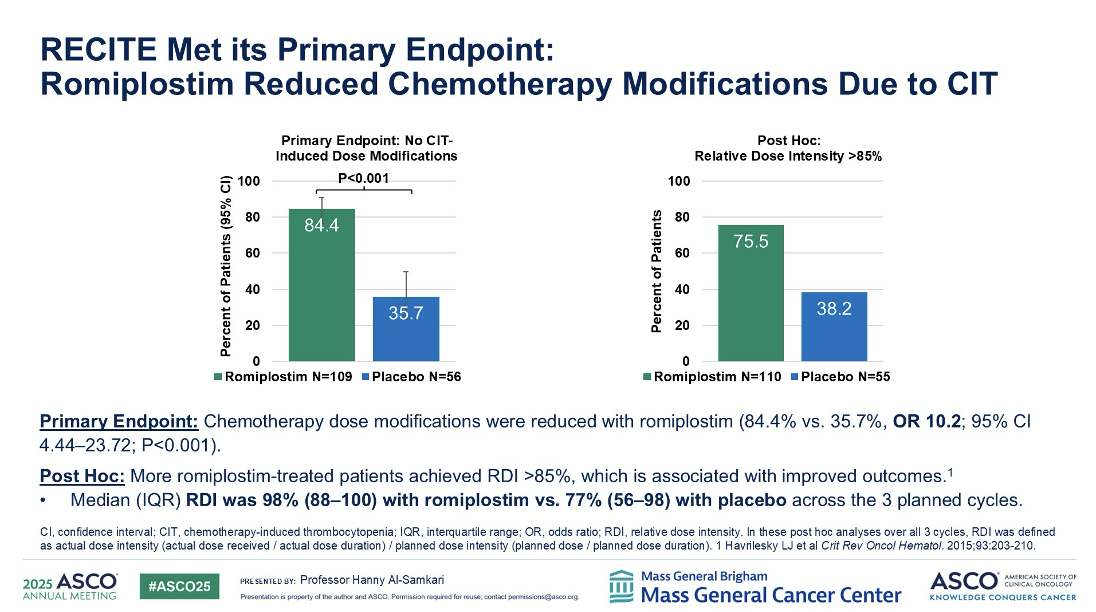 RECITE Met its Primary Endpoint:
Romiplostim Reduced Chemotherapy Modifications Due to CIT
Primary Endpoint: No CIT-
Induced Dose Modifications
P<0.001
Percent of Patients (95% CI)
100
80
60
40
20
0
84.4
35.7
Romiplostim N=109 Placebo N=56
Post Hoc:
Relative Dose Intensity >85%
Percent of Patients
100
80
60
40
20
0
75.5
38.2
Romiplostim N=110 Placebo N=55
Primary Endpoint: Chemotherapy dose modifications were reduced with romiplostim (84.4% vs. 35.7%, OR 10.2; 95% CI
4.44–23.72; P<0.001).
Post Hoc: More romiplostim-treated patients achieved RDI >85%, which is associated with improved outcomes.¹
• Median (IQR) RDI was 98% (88–100) with romiplostim vs. 77% (56–98) with placebo across the 3 planned cycles.
CI, confidence interval; CIT, chemotherapy-induced thrombocytopenia; IQR, interquartile range; OR, odds ratio; RDI, relative dose intensity. In these post hoc analyses over all 3 cycles, RDI was defined
as actual dose intensity (actual dose received / actual dose duration) / planned dose intensity (planned dose / planned dose duration). 1 Havrilesky LJ et al Crit Rev Oncol Hematol. 2015;93:203-210.
2025 ASCO®
ANNUAL MEETING
#ASCO25
PRESENTED BY: Professor Hanny Al-Samkari
Presentation is property of the author and ASCO. Permission required for reuse; contact permissions@asco.org.
Mass General Brigham
Mass General Cancer Center
ASCO® AMERICAN SOCIETY OF
CLINICAL ONCOLOGY
KNOWLEDGE CONQUERS CANCER